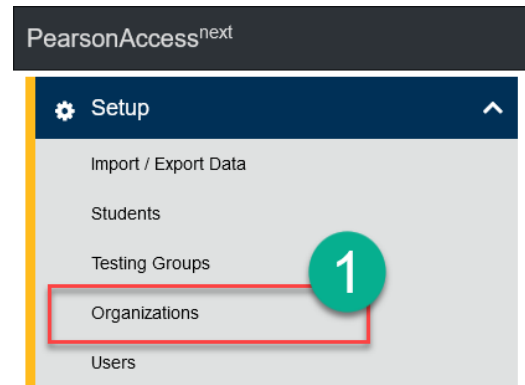 PearsonAccessnext
Setup
Import / Export Data
Students
Testing Groups
1
Organizations
Users